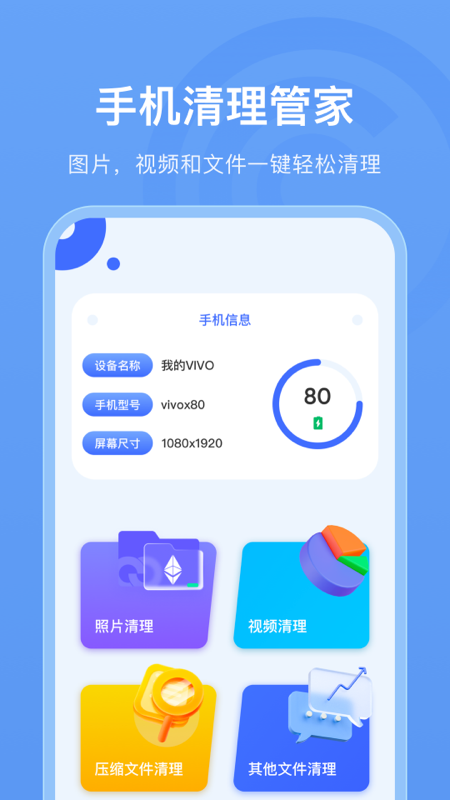 手机清理管家
图片，视频和文件一键轻松清理
手机信息
设备名称 我的VIVO
手机型号 vivox80
80
屏幕尺寸 1080x1920
照片清理
视频清理
压缩文件清理
其他文件清理